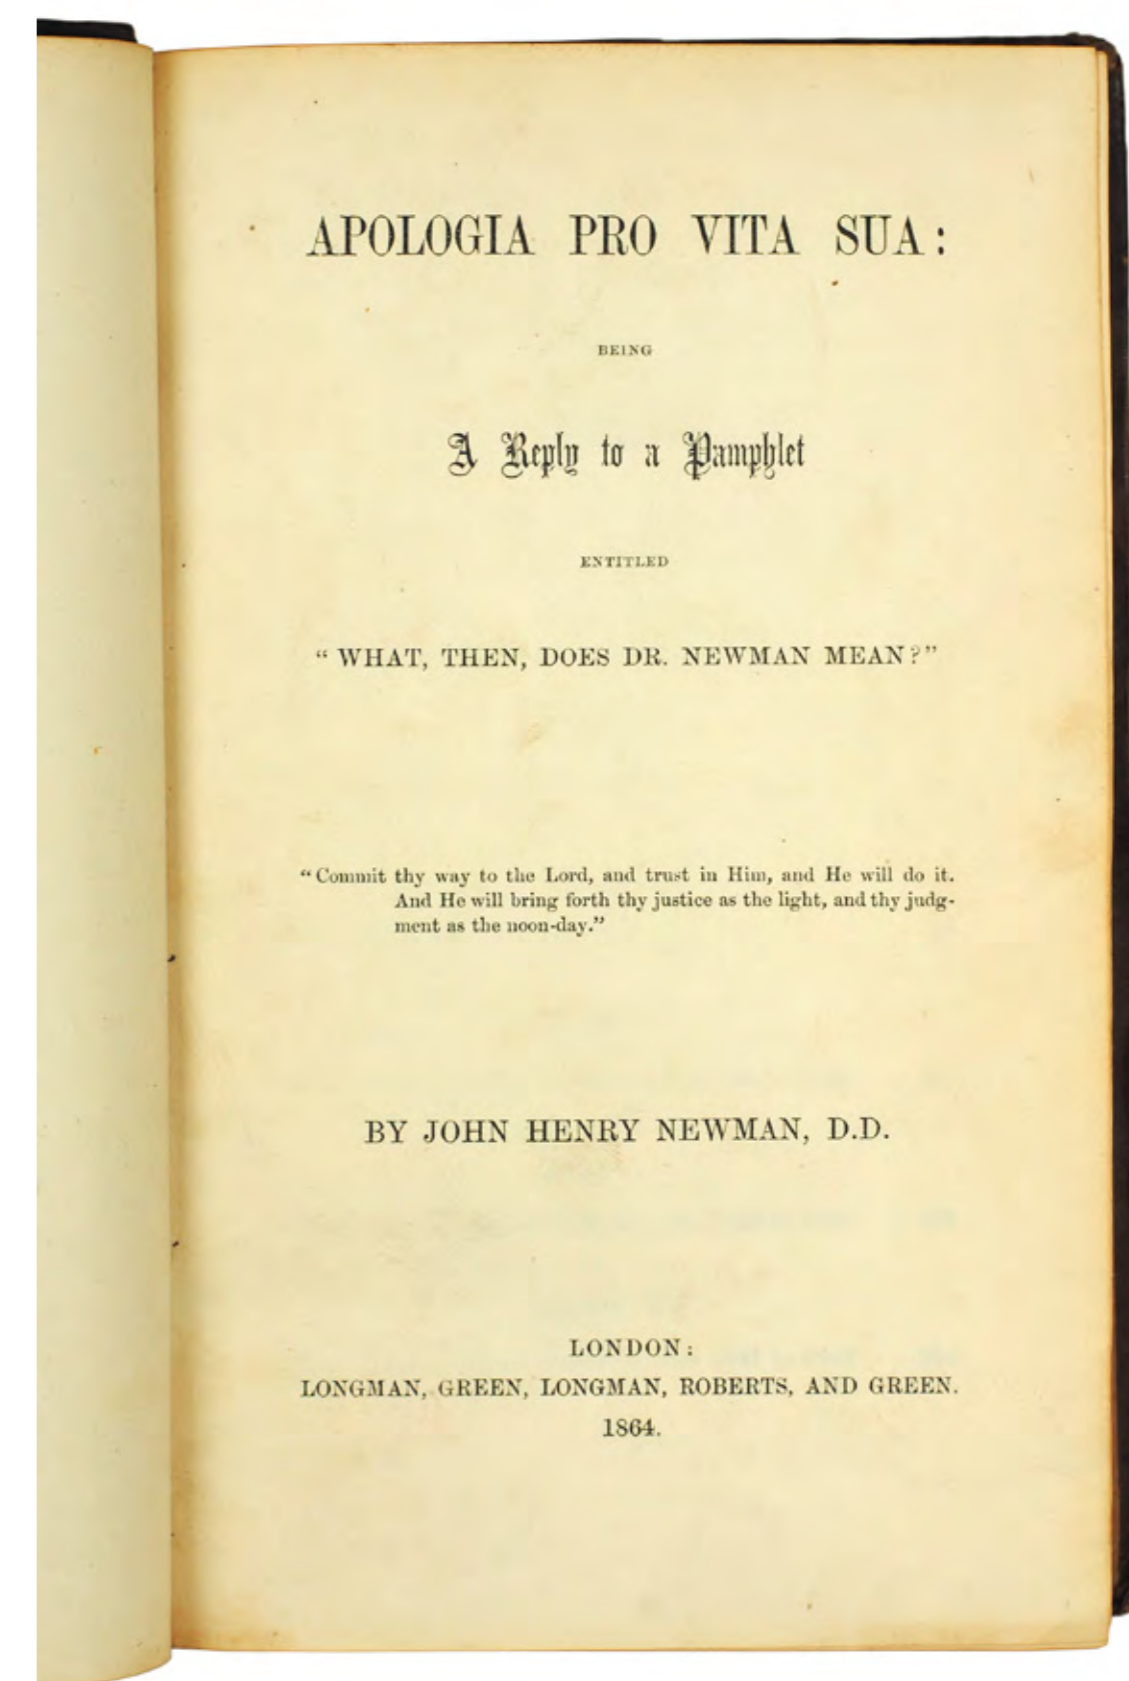 APOLOGIA PRO VITA SUA:
BEING
A Reply to a Pamphlet
ENTITLED
“ WHAT, THEN, DOES DR. NEWMAN MEAN?”
“ Commit thy way to the Lord, and trust in Him, and He will do it.
And He will bring forth thy justice as the light, and thy judg-
ment as the noon-day.”
BY JOHN HENRY NEWMAN, D.D.
LONDON:
LONGMAN, GREEN, LONGMAN, ROBERTS, AND GREEN.
1864.